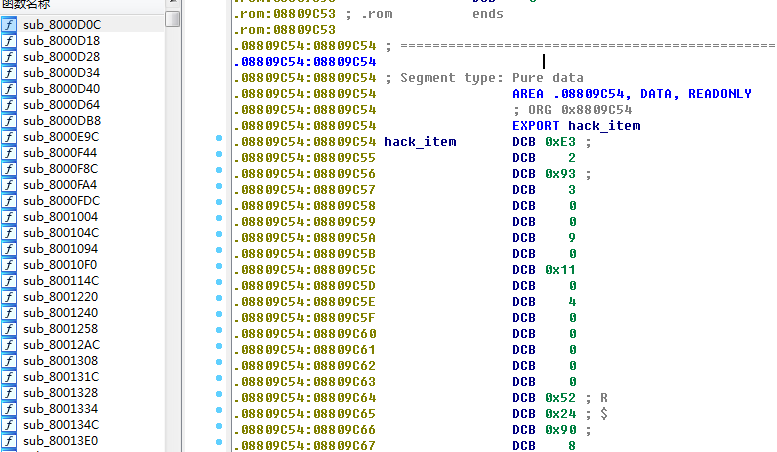 函数名称
sub_8000D0C
sub_8000D18
sub_8000D28
sub_8000D34
sub_8000D40
sub_8000D64
sub_8000DB8
sub_8000E9C
sub_8000F44
sub_8000F8C
sub_8000FA4
sub_8000FDC
sub_8001004
sub_800104C
sub_8001094
sub_80010F0
sub_800114C
sub_8001220
sub_8001240
sub_8001258
sub_80012AC
sub_8001308
sub_800131C
sub_8001328
sub_8001334
sub_800134C
sub_80013E0
.rom:08809C53 ; .rom ends
.rom:08809C53
.08809C54:08809C54 ; ===============================================
.08809C54:08809C54
.08809C54:08809C54 ; Segment type: Pure data
.08809C54:08809C54 AREA .08809C54, DATA, READONLY
.08809C54:08809C54 ; ORG 0x8809C54
.08809C54:08809C54 EXPORT hack_item
.08809C54:08809C54 hack_item DCB 0xE3 ;
.08809C54:08809C55 DCB 2
.08809C54:08809C56 DCB 0x93 ;
.08809C54:08809C57 DCB 3
.08809C54:08809C58 DCB 0
.08809C54:08809C59 DCB 0
.08809C54:08809C5A DCB 9
.08809C54:08809C5B DCB 0
.08809C54:08809C5C DCB 0x11
.08809C54:08809C5D DCB 0
.08809C54:08809C5E DCB 4
.08809C54:08809C5F DCB 0
.08809C54:08809C60 DCB 0
.08809C54:08809C61 DCB 0
.08809C54:08809C62 DCB 0
.08809C54:08809C63 DCB 0
.08809C54:08809C64 DCB 0x52 ; R
.08809C54:08809C65 DCB 0x24 ; $
.08809C54:08809C66 DCB 0x90 ;
.08809C54:08809C67 DCB 8